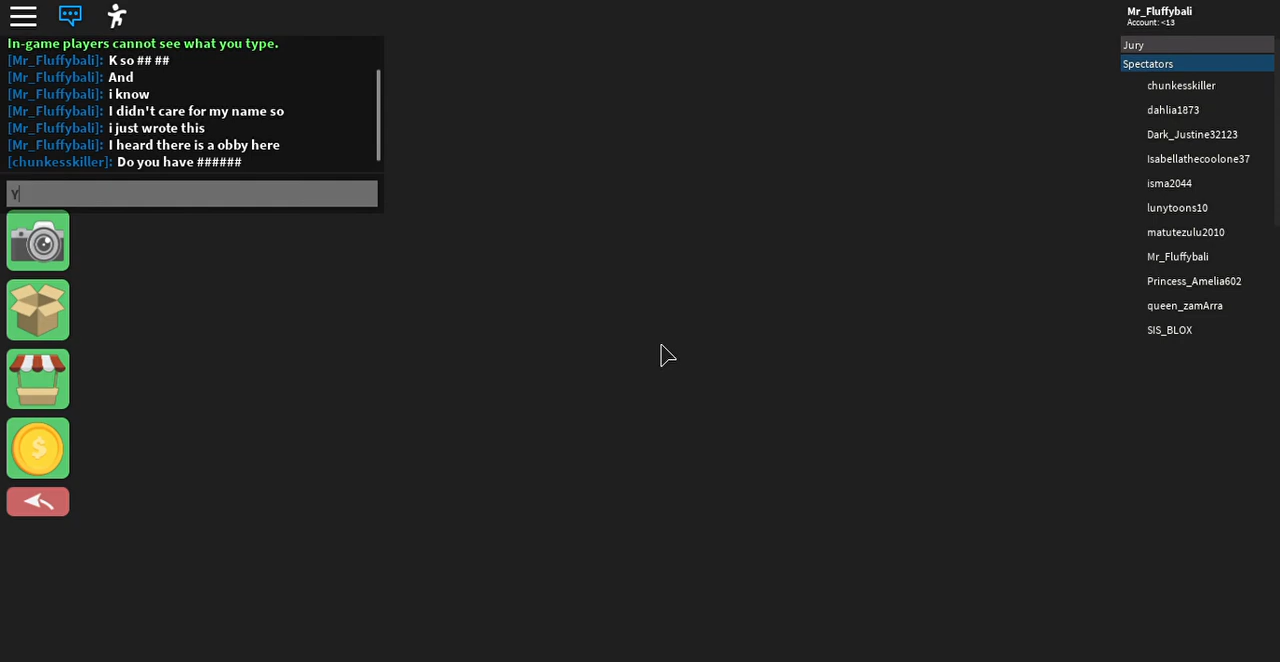 Mr_Fluffybali
Account: <13
In-game players cannot see what you type.
[Mr_Fluffybali]: K so ## ##
[Mr_Fluffybali]: And
[Mr_Fluffybali]: i know
[Mr_Fluffybali]: I didn't care for my name so
[Mr_Fluffybali]: i just wrote this
[Mr_Fluffybali]: I heard there is a obby here
[chunkesskiller]: Do you have ######
Y
Jury
Spectators
chunkesskiller
dahlia1873
Dark_Justine32123
Isabellathecoolone37
isma2044
lunytoons10
matutezulu2010
Mr_Fluffybali
Princess_Amelia602
queen_zamArra
SIS_BLOX